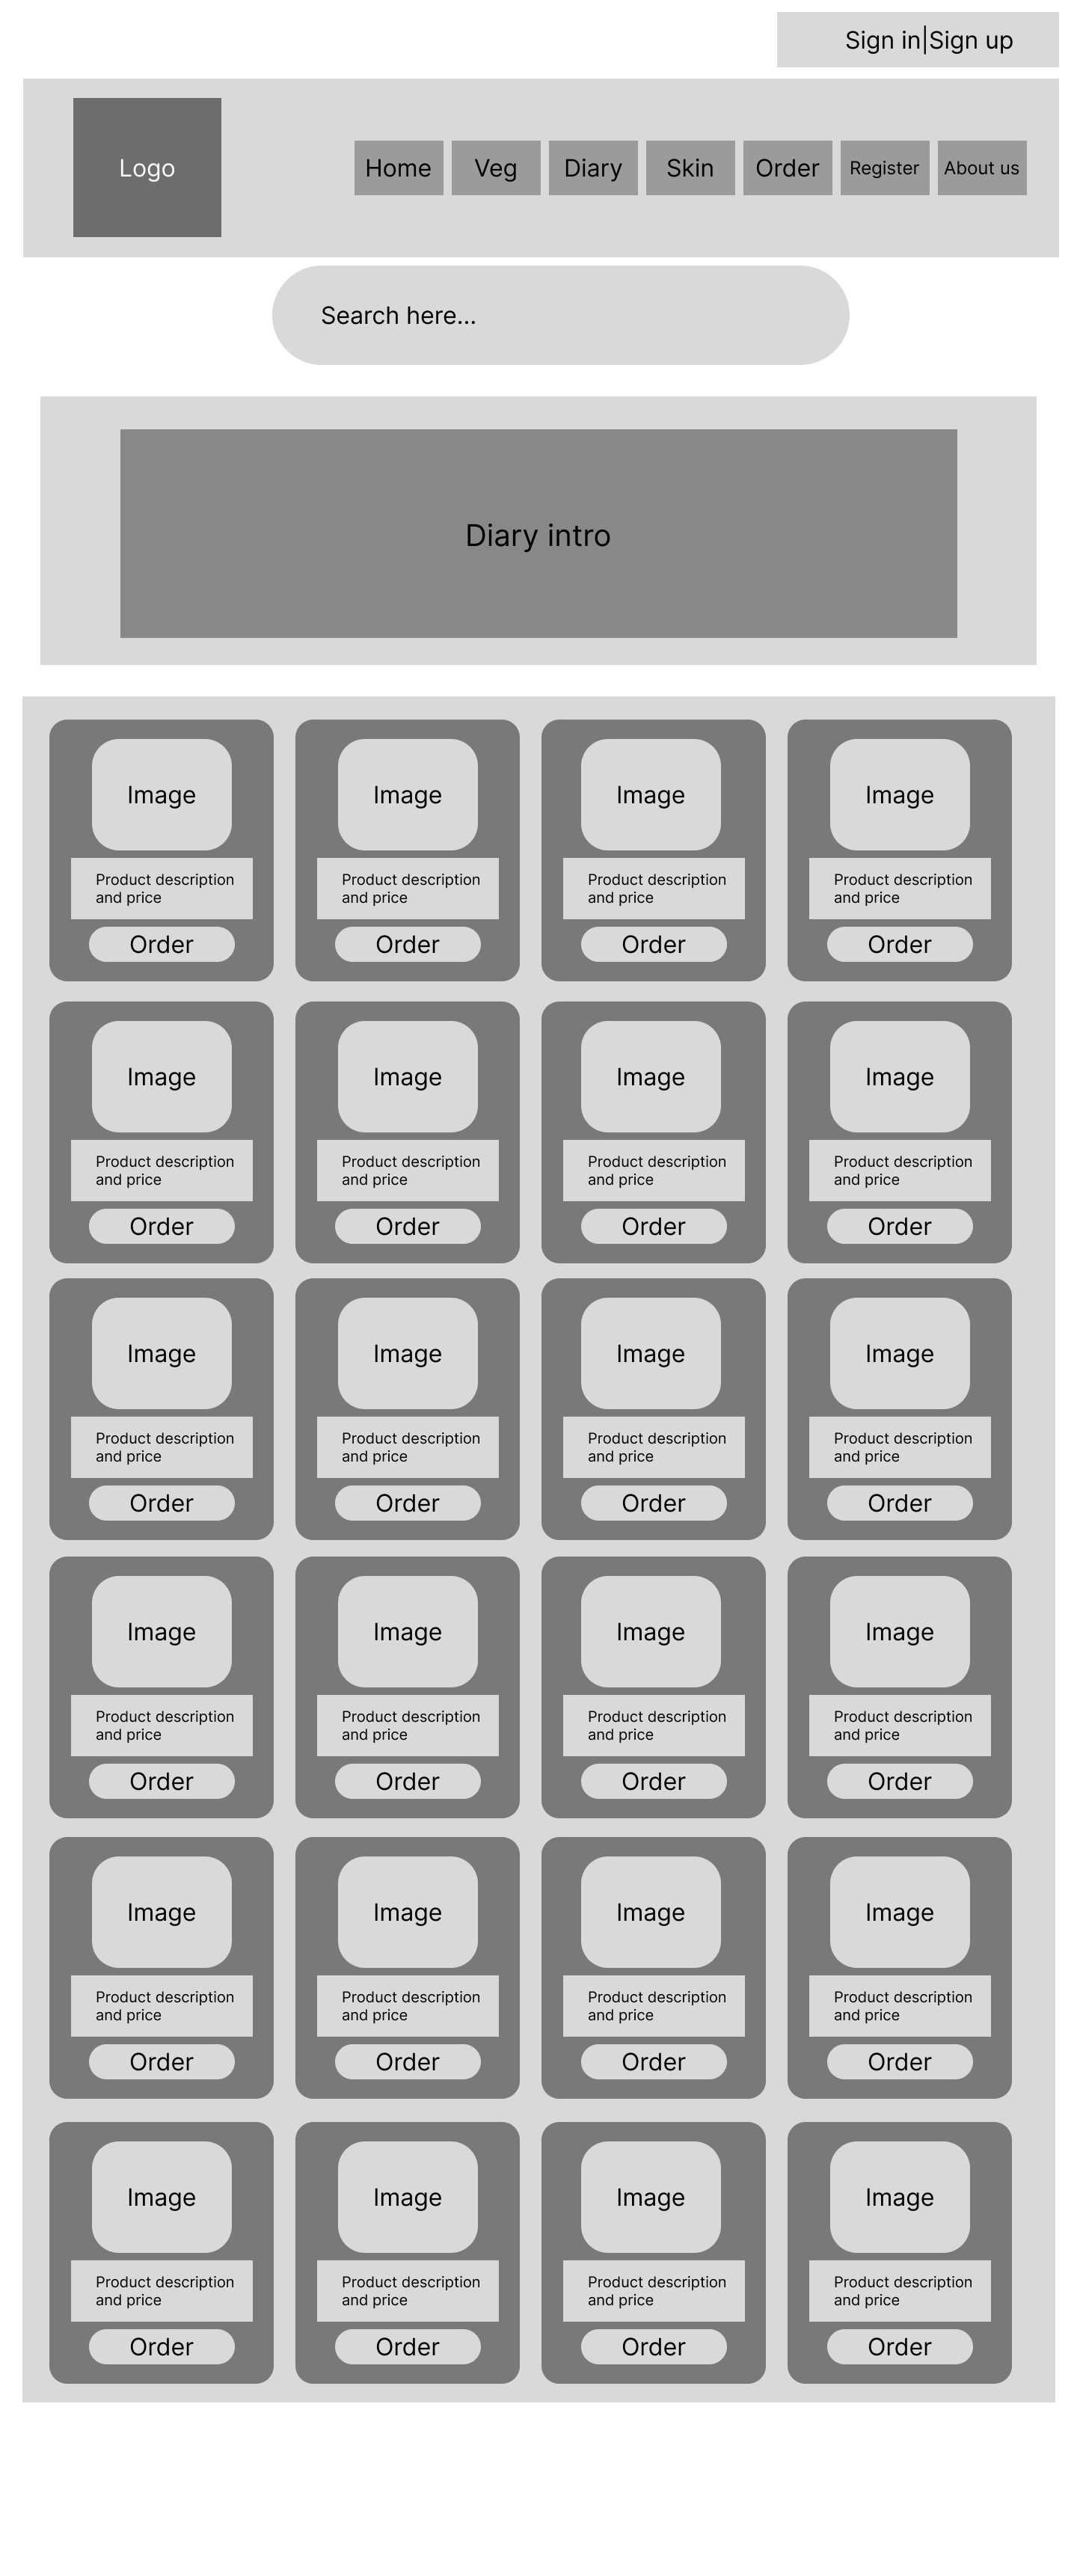 Sign in|Sign up
Logo
Home Veg Diary Skin Order Register About us
Search here...
Diary intro
Image Image Image Image
Product description Product description Product description Product description
and price and price and price and price
Order Order Order Order
Image Image Image Image
Product description Product description Product description Product description
and price and price and price and price
Order Order Order Order
Image Image Image Image
Product description Product description Product description Product description
and price and price and price and price
Order Order Order Order
Image Image Image Image
Product description Product description Product description Product description
and price and price and price and price
Order Order Order Order
Image Image Image Image
Product description Product description Product description Product description
and price and price and price and price
Order Order Order Order
Image Image Image Image
Product description Product description Product description Product description
and price and price and price and price
Order Order Order Order